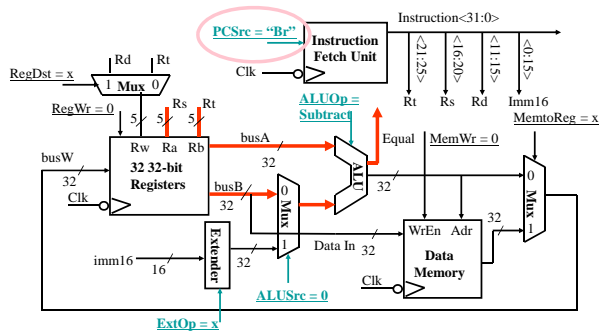 PCSrc = “Br”
Instruction
Fetch Unit
Clk
Instruction<31:0>
<21:25>
<16:20>
<11:15>
<0:15>
Rt
Rs
Rd
Imm16
Rd
Rt
RegDst = x
1
Mux
0
RegWr = 0
5
5
Rs
5
Rt
ALUOp =
Subtract
Equal
MemWr = 0
MemtoReg = x
Rw
Ra
Rb
32 32-bit
Registers
busW
32
Clk
busA
32
busB
32
0
Mux
1
32
ALU
32
0
Mux
1
32
WrEn
Adr
Data In
32
Data
Memory
Clk
imm16
16
Extender
ALUSrc = 0
ExtOp = x